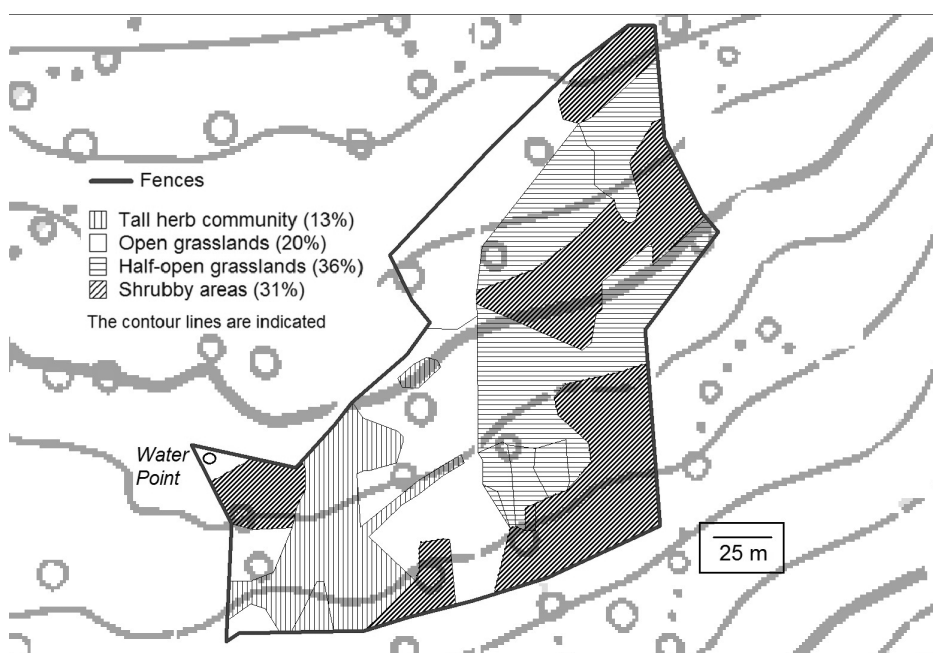 Fences
Tall herb community (13%)
Open grasslands (20%)
Half-open grasslands (36%)
Shrubby areas (31%)
The contour lines are indicated
Water
Point
25 m